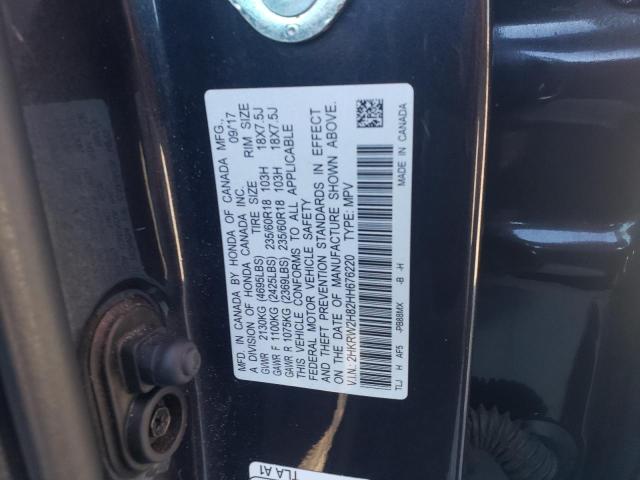 MFD. IN CANADA BY HONDA OF CANADA MFG.,
A DIVISION OF HONDA CANADA INC. 09/17
TIRE SIZE RIM SIZE
GVWR 2130KG (4695LBS)
GAWR F 1100KG (2425LBS) 235/60R18 103H 18X7.5J
GAWR R 1075KG (2369LBS) 235/60R18 103H 18X7.5J
THIS VEHICLE CONFORMS TO ALL APPLICABLE
FEDERAL MOTOR VEHICLE SAFETY
AND THEFT PREVENTION STANDARDS IN EFFECT
ON THE DATE OF MANUFACTURE SHOWN ABOVE.
V.I.N.:2HKRW2H82HH676220 TYPE: MPV
TLJ H AF5 -PB88MX -B -H MADE IN CANADA
TLA A1